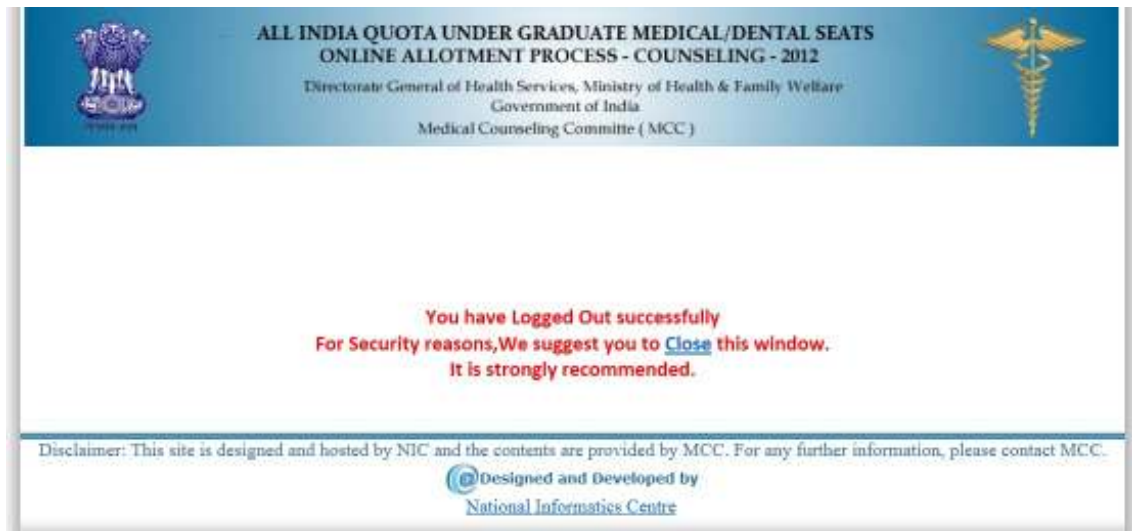 ALL INDIA QUOTA UNDER GRADUATE MEDICAL/DENTAL SEATS
ONLINE ALLOTMENT PROCESS - COUNSELING - 2012
Directorate General of Health Services, Ministry of Health & Family Welfare
Government of India
Medical Counseling Committe ( MCC )
You have Logged Out successfully
For Security reasons,We suggest you to Close this window.
It is strongly recommended.
Disclaimer: This site is designed and hosted by NIC and the contents are provided by MCC. For any further information, please contact MCC.
@Designed and Developed by
National Informatics Centre